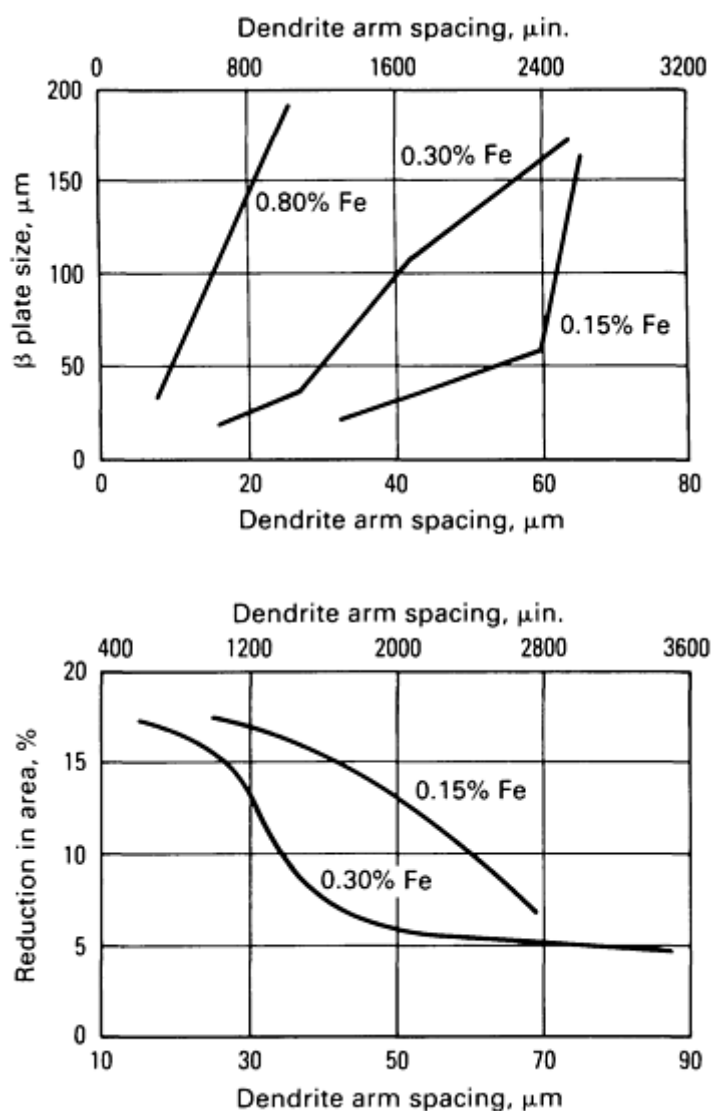 Dendrite arm spacing, μin.
0 800 1600 2400 3200
200
0.30% Fe
150
0.80% Fe
β plate size, μm
100
0.15% Fe
50
0
0 20 40 60 80
Dendrite arm spacing, μm
Dendrite arm spacing, μin.
400 1200 2000 2800 3600
20
Reduction in area, %
15
0.15% Fe
10
0.30% Fe
5
0
10 30 50 70 90
Dendrite arm spacing, μm